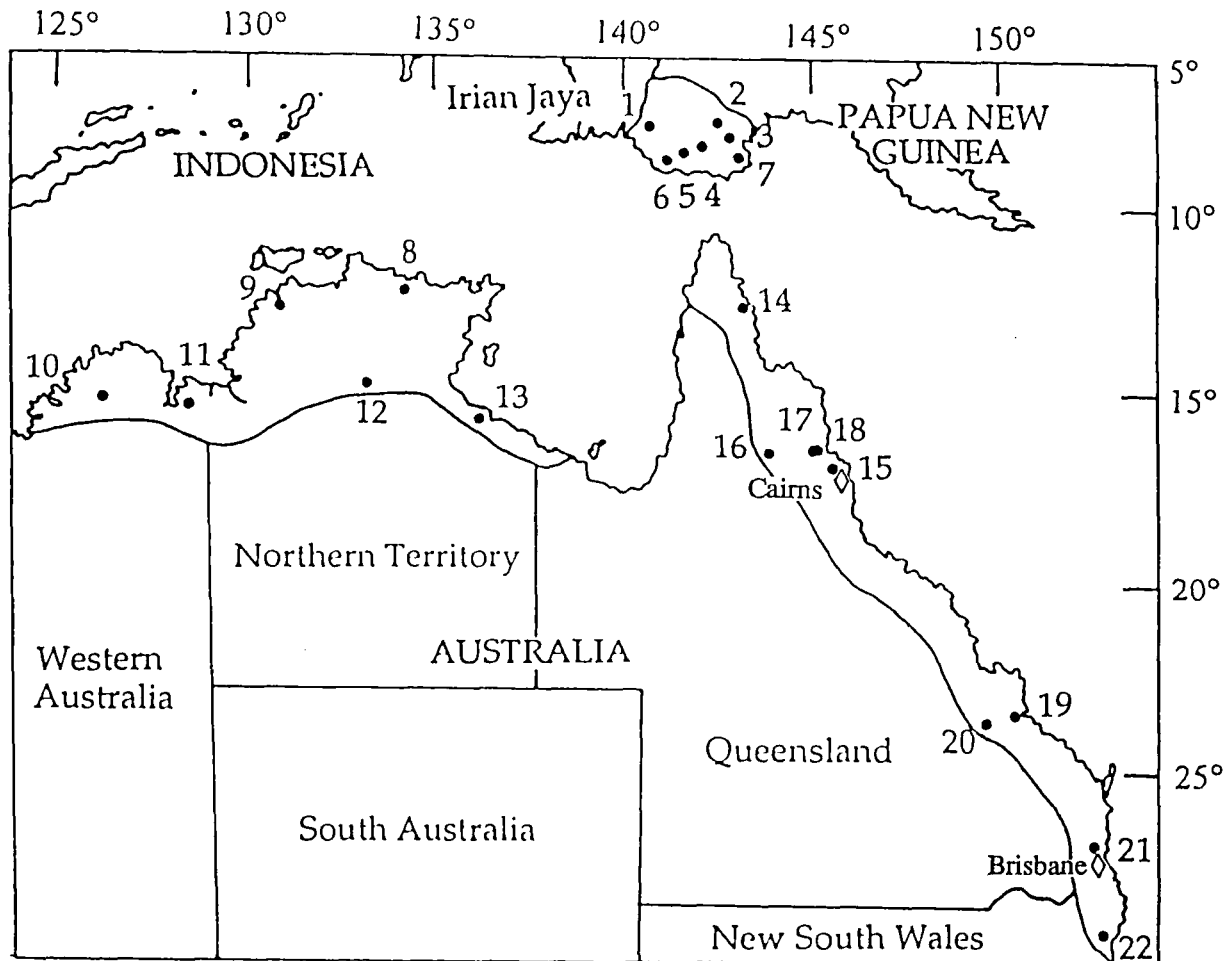 125° 130° 135° 140° 145° 150°
5°
Irian Jaya
1
2
PAPUA NEW
GUINEA
3
INDONESIA
6 5 4
7
10°
8
9
14
10
11
15°
13
12
17
18
16
15
Cairns
Northern Territory
20°
Western
Australia
AUSTRALIA
19
20
Queensland
25°
South Australia
21
Brisbane
New South Wales
22